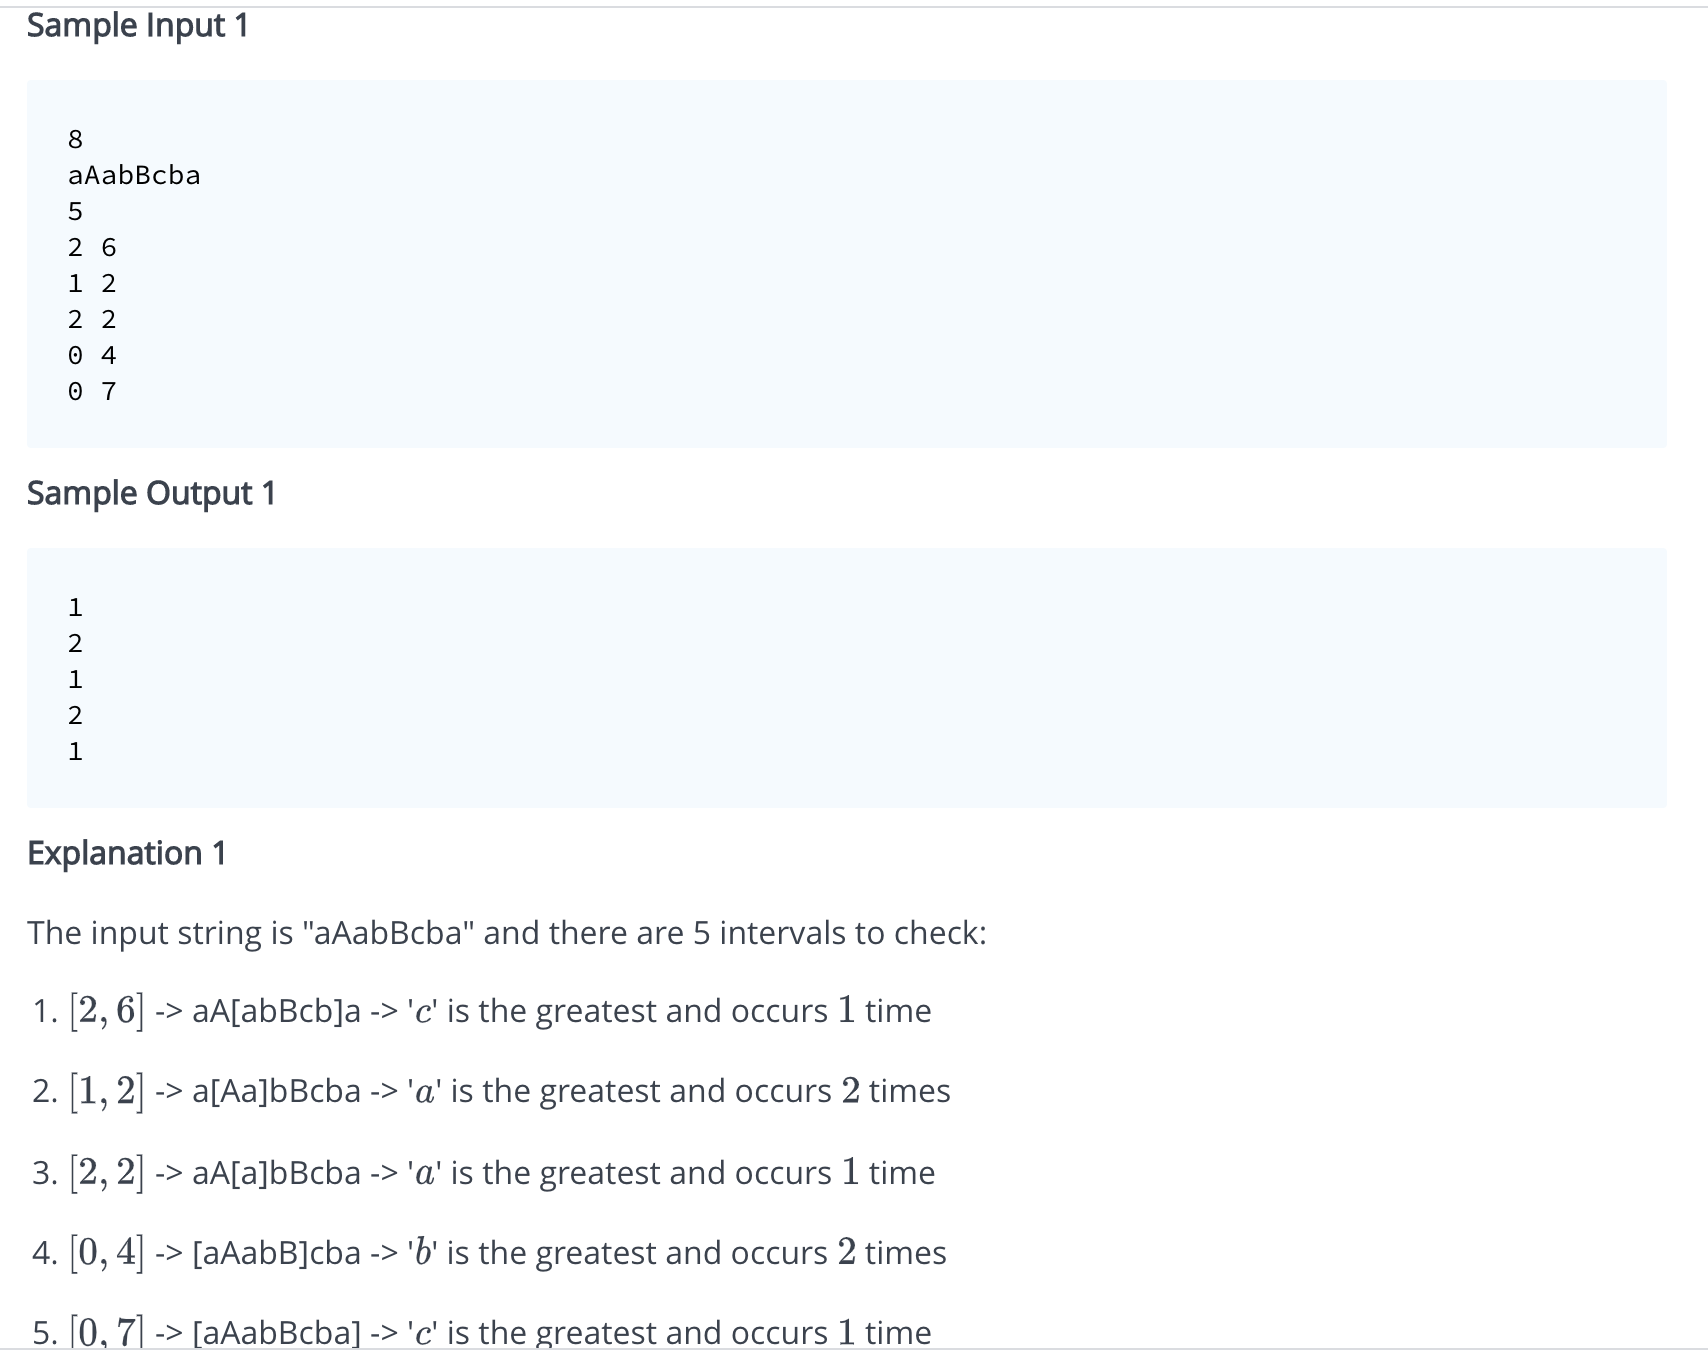 Sample Input 1
8
aAabBcba
5
2 6
1 2
2 2
0 4
0 7
Sample Output 1
1
2
1
2
1
Explanation 1
The input string is "aAabBcba" and there are 5 intervals to check:
1. [2, 6] -> aA[abBcb]a -> 'c' is the greatest and occurs 1 time
2. [1, 2] -> a[Aa]bBcba -> 'a' is the greatest and occurs 2 times
3. [2, 2] -> aA[a]bBcba -> 'a' is the greatest and occurs 1 time
4. [0, 4] -> [aAabB]cba -> 'b' is the greatest and occurs 2 times
5. [0, 7] -> [aAabBcba] -> 'c' is the greatest and occurs 1 time